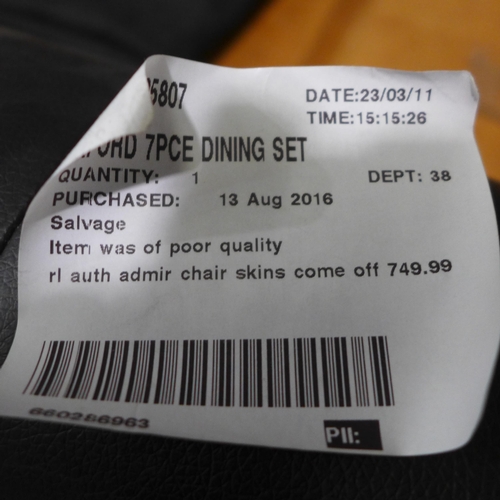 5807
DATE:23/03/11
TIME:15:15:26
7PCE DINING SET
QUANTITY: 1
DEPT: 38
PURCHASED: 13 Aug 2016
Salvage
Item was of poor quality
rl auth admir chair skins come off 749.99
660286963
PII: